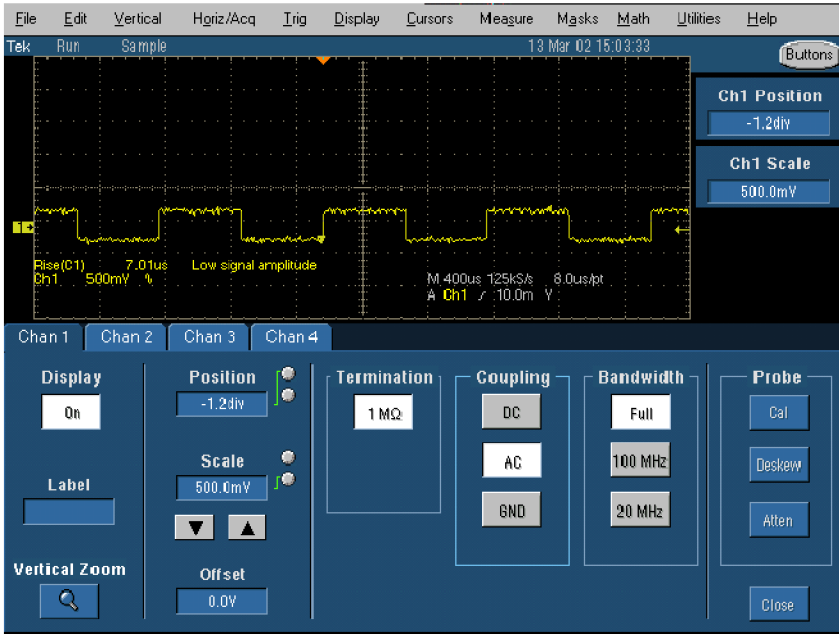 File Edit Vertical Horiz/Acq Trig Display Cursors Measure Masks Math Utilities Help
Tek Run Sample 13 Mar 02 15:03:33
Buttons
Ch1 Position
-1.2div
Ch1 Scale
500.0mV
1
Rise(C1) 7.01us Low signal amplitude
Ch1 500mV
M 400us 125kS/s 8.0us/pt
A Ch1 10.0m V
Chan 1 Chan 2 Chan 3 Chan 4
Display Position Termination Coupling Bandwidth Probe
On -1.2div 1 MΩ DC Full Cal
Scale AC 100 MHz Deskew
Label 500.0mV GND 20 MHz Atten
▼ ▲
Vertical Zoom Offset
0.0V Close